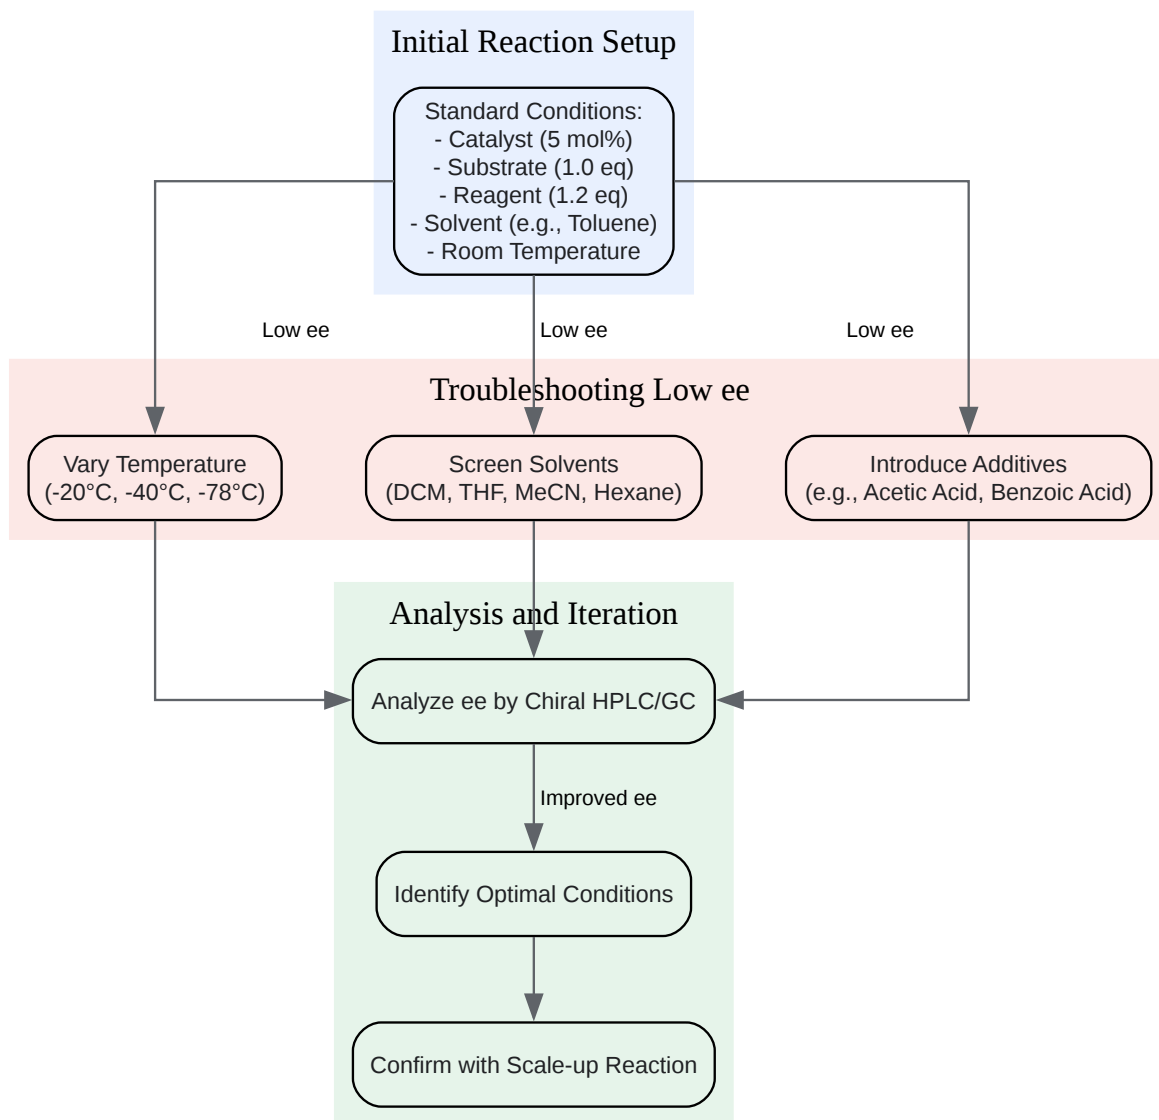 Initial Reaction Setup
Standard Conditions:
- Catalyst (5 mol%)
- Substrate (1.0 eq)
- Reagent (1.2 eq)
- Solvent (e.g., Toluene)
- Room Temperature
Low ee
Low ee
Low ee
Troubleshooting Low ee
Vary Temperature
(-20°C, -40°C, -78°C)
Screen Solvents
(DCM, THF, MeCN, Hexane)
Introduce Additives
(e.g., Acetic Acid, Benzoic Acid)
Analysis and Iteration
Analyze ee by Chiral HPLC/GC
Improved ee
Identify Optimal Conditions
Confirm with Scale-up Reaction